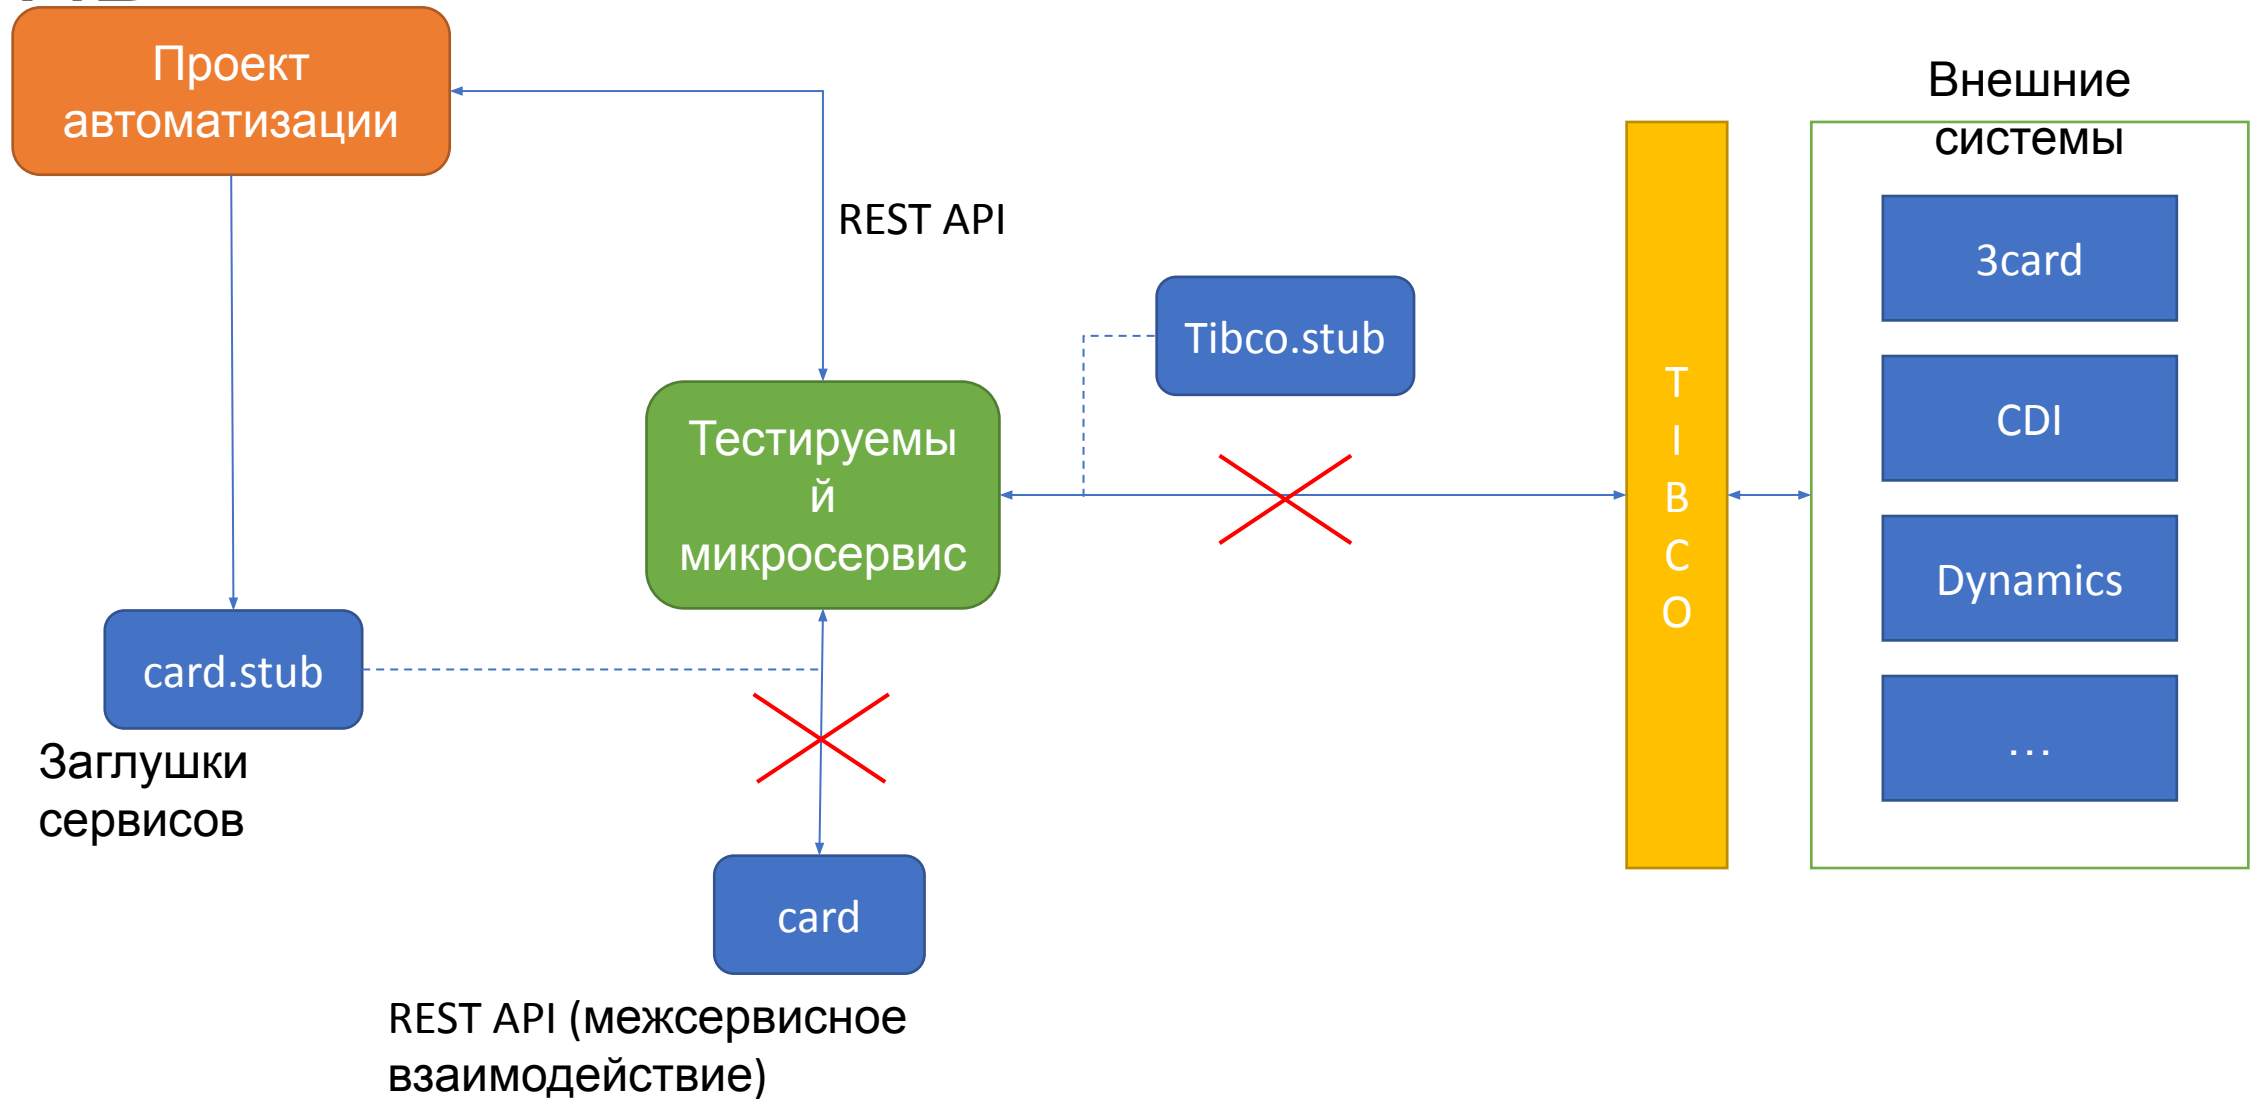 Проект
автоматизации
Внешние
системы
REST API
3card
Tibco.stub
T
I
B
C
O
CDI
Тестируемы
й
микросервис
Dynamics
card.stub
...
Заглушки
сервисов
card
REST API (межсервисное
взаимодействие)